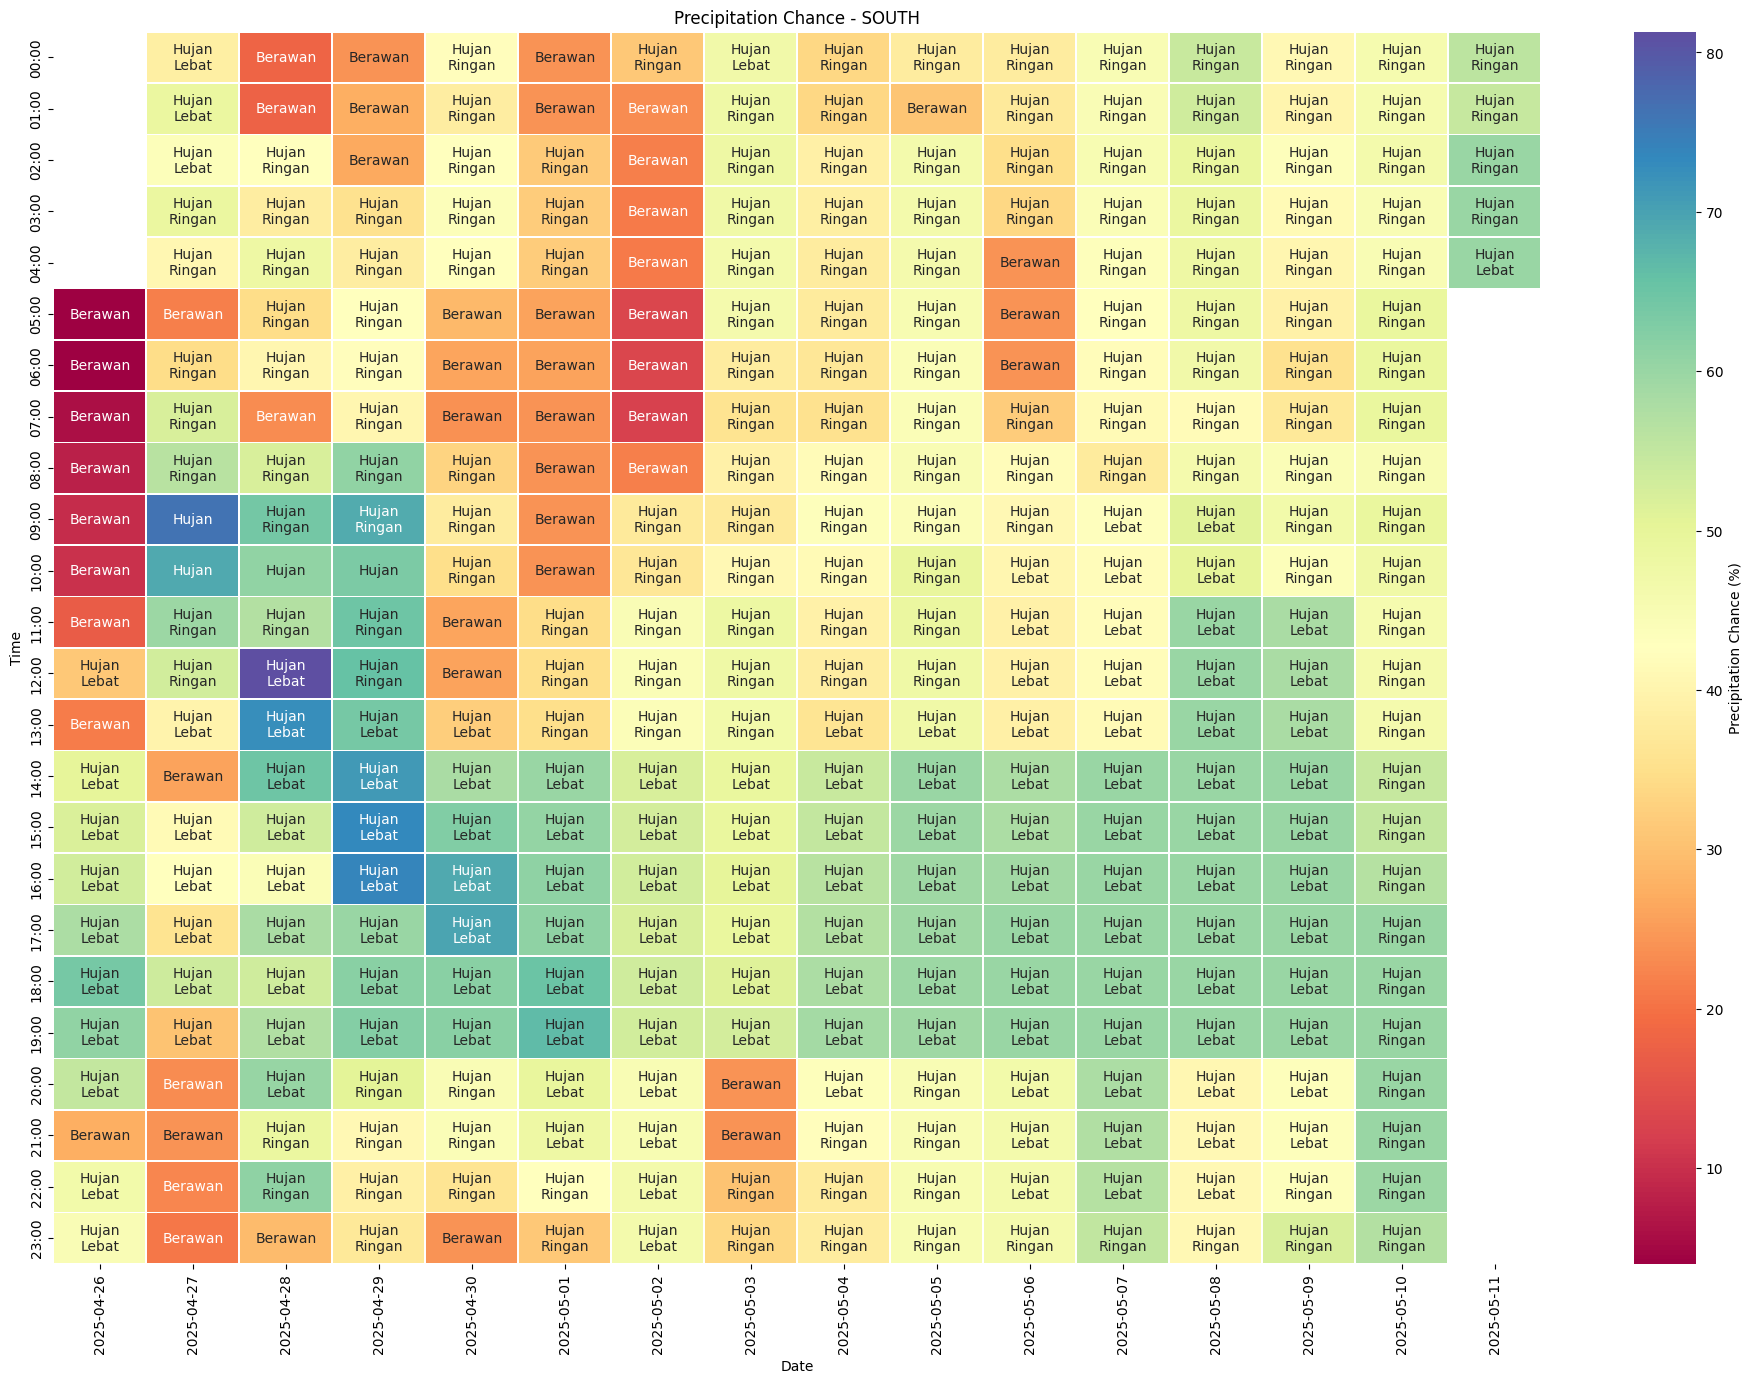 Precipitation Chance - SOUTH
00:00 Hujan Lebat Berawan Berawan Hujan Ringan Berawan Hujan Ringan Hujan Lebat Hujan Ringan Hujan Ringan Hujan Ringan Hujan Ringan Hujan Ringan Hujan Ringan Hujan Ringan Hujan Ringan
01:00 Hujan Lebat Berawan Berawan Hujan Ringan Berawan Berawan Hujan Ringan Hujan Ringan Berawan Hujan Ringan Hujan Ringan Hujan Ringan Hujan Ringan Hujan Ringan Hujan Ringan
02:00 Hujan Lebat Hujan Ringan Berawan Hujan Ringan Hujan Ringan Berawan Hujan Ringan Hujan Ringan Hujan Ringan Hujan Ringan Hujan Ringan Hujan Ringan Hujan Ringan Hujan Ringan Hujan Ringan
03:00 Hujan Ringan Hujan Ringan Hujan Ringan Hujan Ringan Hujan Ringan Berawan Hujan Ringan Hujan Ringan Hujan Ringan Hujan Ringan Hujan Ringan Hujan Ringan Hujan Ringan Hujan Ringan Hujan Ringan
04:00 Hujan Ringan Hujan Ringan Hujan Ringan Hujan Ringan Hujan Ringan Berawan Hujan Ringan Hujan Ringan Hujan Ringan Berawan Hujan Ringan Hujan Ringan Hujan Ringan Hujan Ringan Hujan Lebat
05:00 Berawan Berawan Hujan Ringan Hujan Ringan Berawan Berawan Berawan Hujan Ringan Hujan Ringan Hujan Ringan Berawan Hujan Ringan Hujan Ringan Hujan Ringan Hujan Ringan
06:00 Berawan Hujan Ringan Hujan Ringan Hujan Ringan Berawan Berawan Berawan Hujan Ringan Hujan Ringan Hujan Ringan Berawan Hujan Ringan Hujan Ringan Hujan Ringan Hujan Ringan
07:00 Berawan Hujan Ringan Berawan Hujan Ringan Berawan Berawan Berawan Hujan Ringan Hujan Ringan Hujan Ringan Hujan Ringan Hujan Ringan Hujan Ringan Hujan Ringan Hujan Ringan
08:00 Berawan Hujan Ringan Hujan Ringan Hujan Ringan Hujan Ringan Berawan Berawan Hujan Ringan Hujan Ringan Hujan Ringan Hujan Ringan Hujan Ringan Hujan Ringan Hujan Ringan Hujan Ringan
09:00 Berawan Hujan Hujan Ringan Hujan Ringan Hujan Ringan Berawan Hujan Ringan Hujan Ringan Hujan Ringan Hujan Ringan Hujan Ringan Hujan Lebat Hujan Lebat Hujan Ringan Hujan Ringan
10:00 Berawan Hujan Hujan Hujan Hujan Ringan Berawan Hujan Ringan Hujan Ringan Hujan Ringan Hujan Ringan Hujan Lebat Hujan Lebat Hujan Lebat Hujan Ringan Hujan Ringan
11:00 Berawan Hujan Ringan Hujan Ringan Hujan Ringan Berawan Hujan Ringan Hujan Ringan Hujan Ringan Hujan Ringan Hujan Ringan Hujan Lebat Hujan Lebat Hujan Lebat Hujan Lebat Hujan Ringan
12:00 Hujan Lebat Hujan Ringan Hujan Lebat Hujan Ringan Berawan Hujan Ringan Hujan Ringan Hujan Ringan Hujan Ringan Hujan Ringan Hujan Lebat Hujan Lebat Hujan Lebat Hujan Lebat Hujan Ringan
13:00 Berawan Hujan Lebat Hujan Lebat Hujan Lebat Hujan Lebat Hujan Ringan Hujan Ringan Hujan Ringan Hujan Lebat Hujan Lebat Hujan Lebat Hujan Lebat Hujan Lebat Hujan Lebat Hujan Ringan
14:00 Hujan Lebat Berawan Hujan Lebat Hujan Lebat Hujan Lebat Hujan Lebat Hujan Lebat Hujan Lebat Hujan Lebat Hujan Lebat Hujan Lebat Hujan Lebat Hujan Lebat Hujan Lebat Hujan Ringan
15:00 Hujan Lebat Hujan Lebat Hujan Lebat Hujan Lebat Hujan Lebat Hujan Lebat Hujan Lebat Hujan Lebat Hujan Lebat Hujan Lebat Hujan Lebat Hujan Lebat Hujan Lebat Hujan Lebat Hujan Ringan
16:00 Hujan Lebat Hujan Lebat Hujan Lebat Hujan Lebat Hujan Lebat Hujan Lebat Hujan Lebat Hujan Lebat Hujan Lebat Hujan Lebat Hujan Lebat Hujan Lebat Hujan Lebat Hujan Lebat Hujan Ringan
17:00 Hujan Lebat Hujan Lebat Hujan Lebat Hujan Lebat Hujan Lebat Hujan Lebat Hujan Lebat Hujan Lebat Hujan Lebat Hujan Lebat Hujan Lebat Hujan Lebat Hujan Lebat Hujan Lebat Hujan Ringan
18:00 Hujan Lebat Hujan Lebat Hujan Lebat Hujan Lebat Hujan Lebat Hujan Lebat Hujan Lebat Hujan Lebat Hujan Lebat Hujan Lebat Hujan Lebat Hujan Lebat Hujan Lebat Hujan Lebat Hujan Ringan
19:00 Hujan Lebat Hujan Lebat Hujan Lebat Hujan Lebat Hujan Lebat Hujan Lebat Hujan Lebat Hujan Lebat Hujan Lebat Hujan Lebat Hujan Lebat Hujan Lebat Hujan Lebat Hujan Lebat Hujan Ringan
20:00 Hujan Lebat Berawan Hujan Lebat Hujan Ringan Hujan Ringan Hujan Lebat Hujan Lebat Berawan Hujan Lebat Hujan Ringan Hujan Lebat Hujan Lebat Hujan Lebat Hujan Lebat Hujan Ringan
21:00 Berawan Berawan Hujan Ringan Hujan Ringan Hujan Ringan Hujan Lebat Hujan Lebat Berawan Hujan Ringan Hujan Ringan Hujan Lebat Hujan Lebat Hujan Lebat Hujan Lebat Hujan Ringan
22:00 Hujan Lebat Berawan Hujan Ringan Hujan Ringan Hujan Ringan Hujan Ringan Hujan Lebat Hujan Ringan Hujan Ringan Hujan Ringan Hujan Lebat Hujan Lebat Hujan Lebat Hujan Ringan Hujan Ringan
23:00 Hujan Lebat Berawan Berawan Hujan Ringan Berawan Hujan Ringan Hujan Lebat Hujan Ringan Hujan Ringan Hujan Ringan Hujan Ringan Hujan Ringan Hujan Ringan Hujan Ringan Hujan Ringan
Time
2025-04-26 2025-04-27 2025-04-28 2025-04-29 2025-04-30 2025-05-01 2025-05-02 2025-05-03 2025-05-04 2025-05-05 2025-05-06 2025-05-07 2025-05-08 2025-05-09 2025-05-10 2025-05-11
Date
80
70
60
50
40
30
20
10
Precipitation Chance (%)